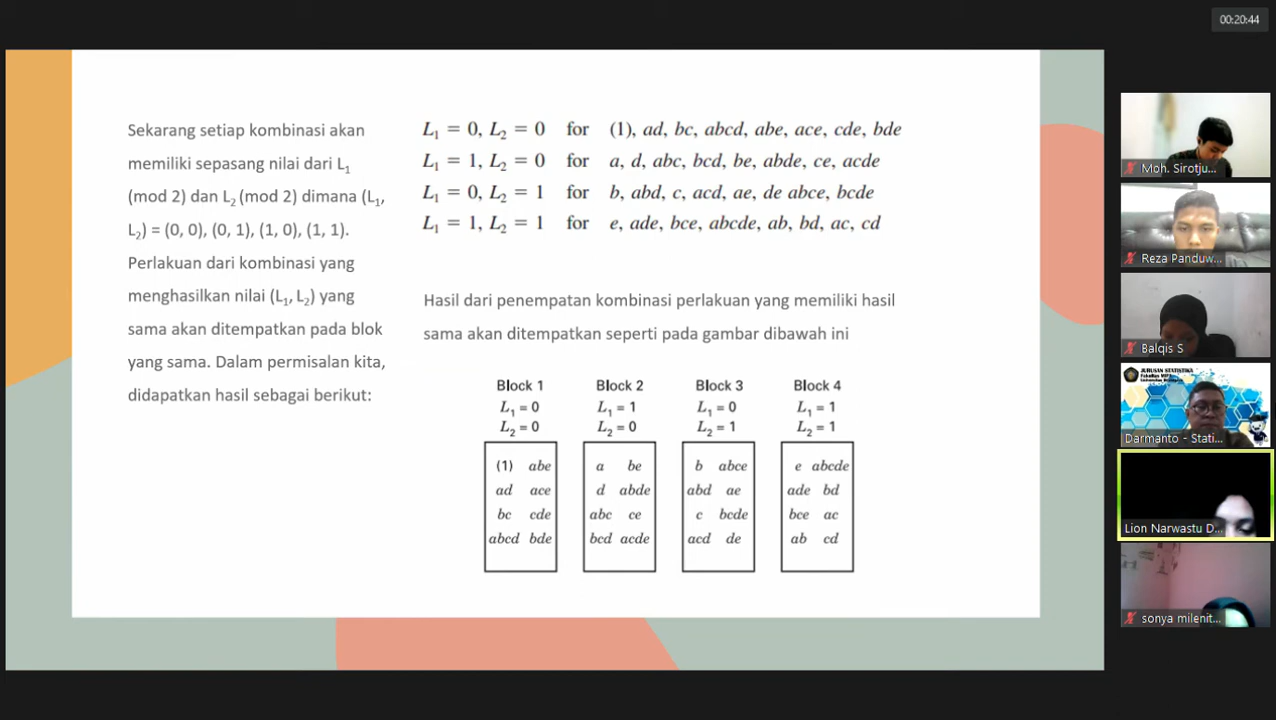 00:20:44
Sekarang setiap kombinasi akan
memiliki sepasang nilai dari L₁
(mod 2) dan L₂ (mod 2) dimana (L₁,
L₂) = (0, 0), (0, 1), (1, 0), (1, 1).
Perlakuan dari kombinasi yang
menghasilkan nilai (L₁, L₂) yang
sama akan ditempatkan pada blok
yang sama. Dalam permisalan kita,
didapatkan hasil sebagai berikut:
L₁ = 0, L₂ = 0 for (1), ad, bc, abcd, abe, ace, cde, bde
L₁ = 1, L₂ = 0 for a, d, abc, bcd, be, abde, ce, acde
L₁ = 0, L₂ = 1 for b, abd, c, acd, ae, de abce, bcde
L₁ = 1, L₂ = 1 for e, ade, bce, abcde, ab, bd, ac, cd
Hasil dari penempatan kombinasi perlakuan yang memiliki hasil
sama akan ditempatkan seperti pada gambar dibawah ini
Block 1 Block 2 Block 3 Block 4
L₁ = 0 L₁ = 1 L₁ = 0 L₁ = 1
L₂ = 0 L₂ = 0 L₂ = 1 L₂ = 1
(1) abe a be b abce e abcde
ad ace d abde abd ae ade bd
bc cde abc ce c bcde bce ac
abcd bde bcd acde acd de ab cd
Moh. Sirotju...
Reza Panduw...
Balqis S
JURUSAN STATISTIKA
Darmanto - Stati...
Lion Narwastu D...
sonya milenit...